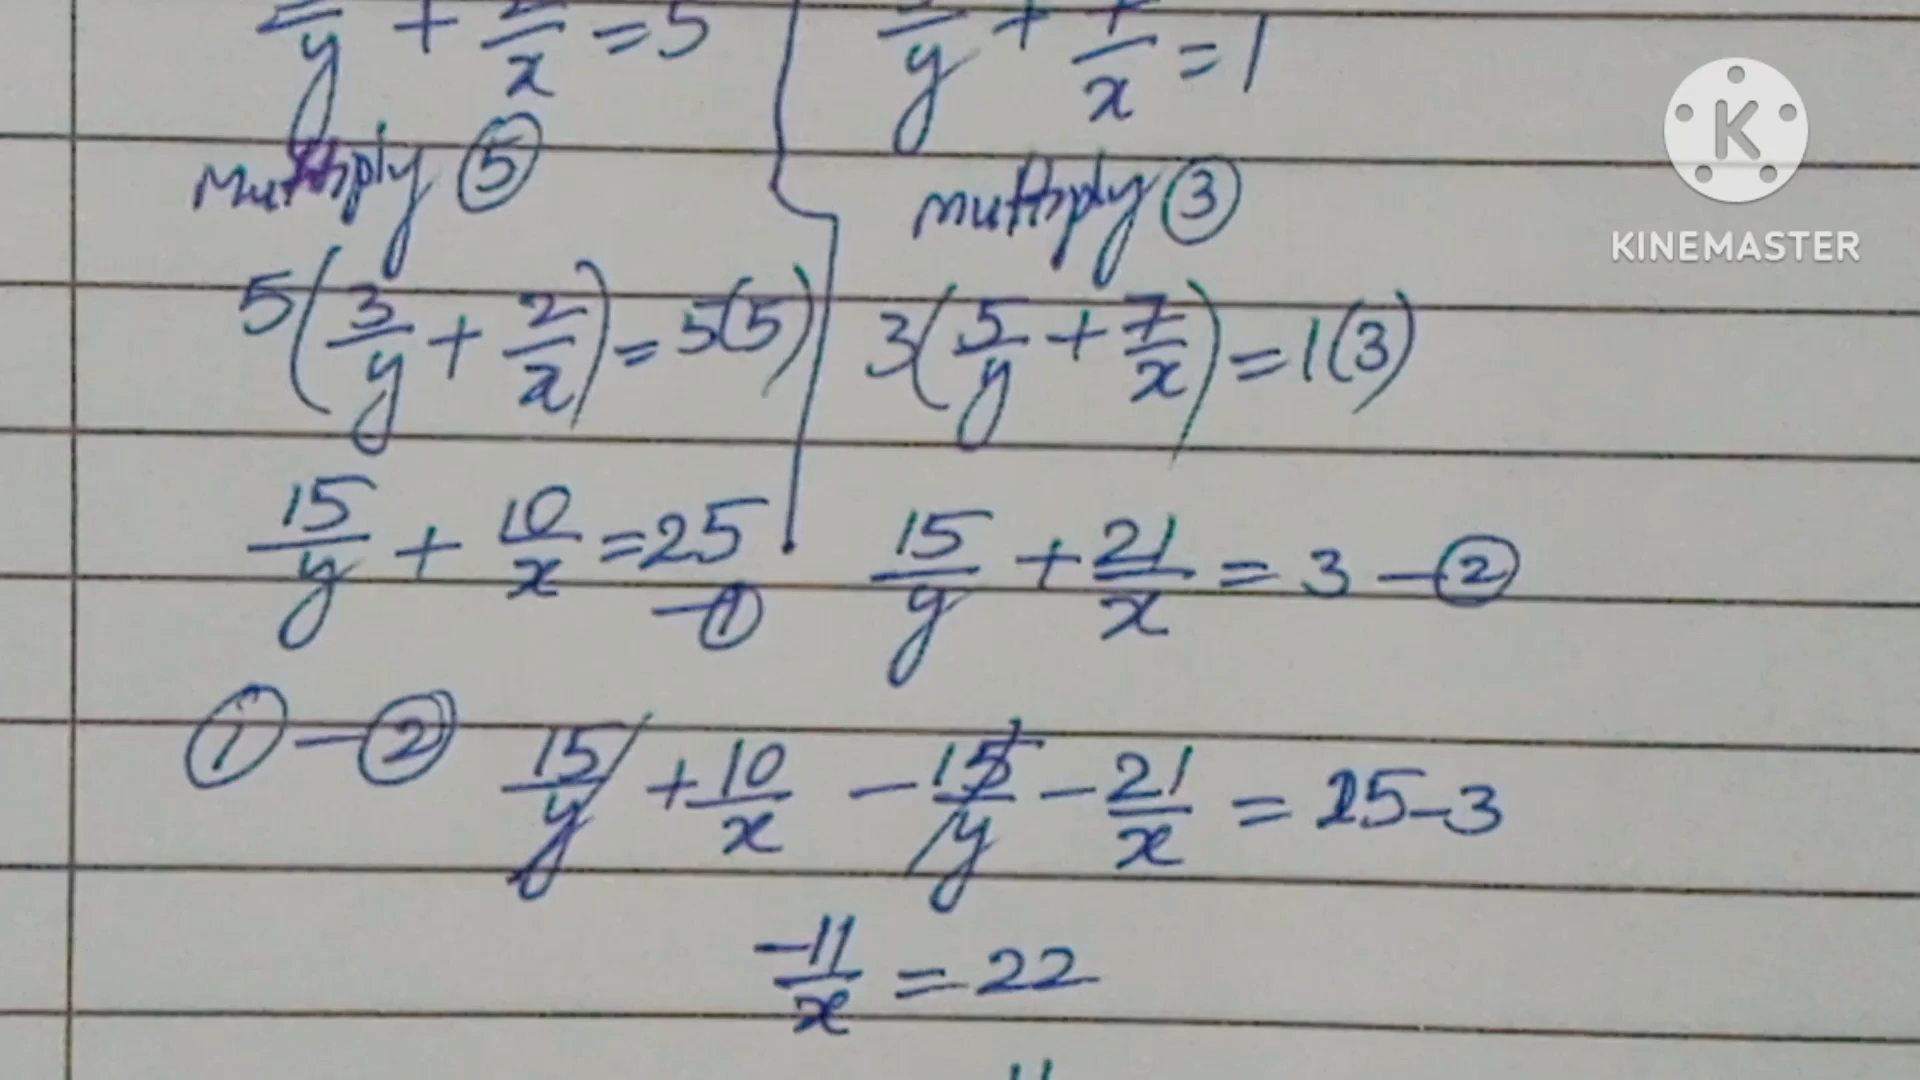 3/y + 2/x = 5
5/y + 7/x = 1
multiply ⑤
multiply ③
5(3/y + 2/x) = 5(5)
3(5/y + 7/x) = 1(3)
15/y + 10/x = 25 —①
15/y + 21/x = 3 —②
① — ② 15/y + 10/x - 15/y - 21/x = 25-3
-11/x = 22
K
KINEMASTER